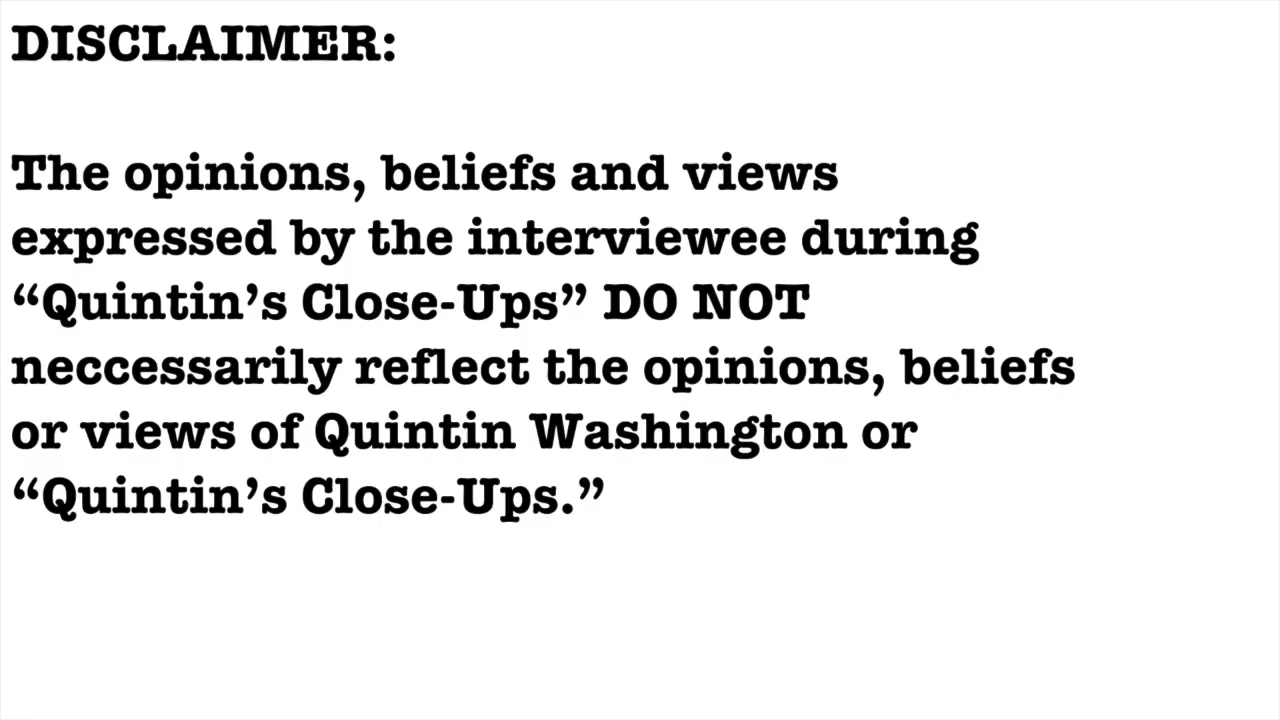 DISCLAIMER:
The opinions, beliefs and views
expressed by the interviewee during
“Quintin’s Close-Ups” DO NOT
neccessarily reflect the opinions, beliefs
or views of Quintin Washington or
“Quintin’s Close-Ups.”